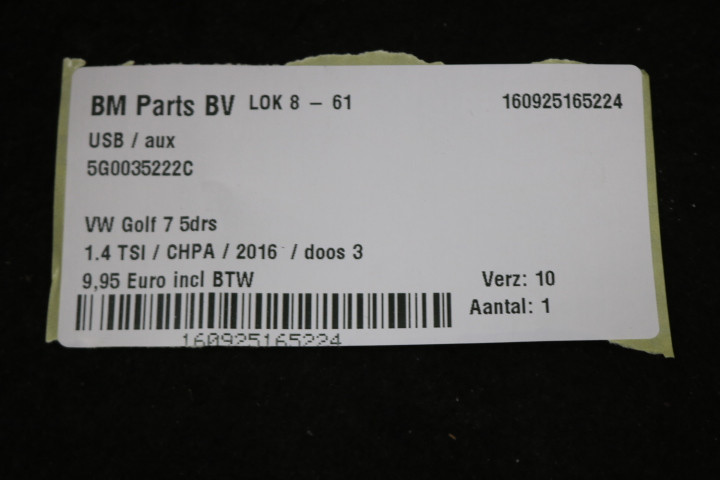 BM Parts BV LOK 8 - 61 160925165224
USB / aux
5G0035222C
VW Golf 7 5drs
1.4 TSI / CHPA / 2016 / doos 3
9,95 Euro incl BTW Verz: 10
Aantal: 1
160925165224